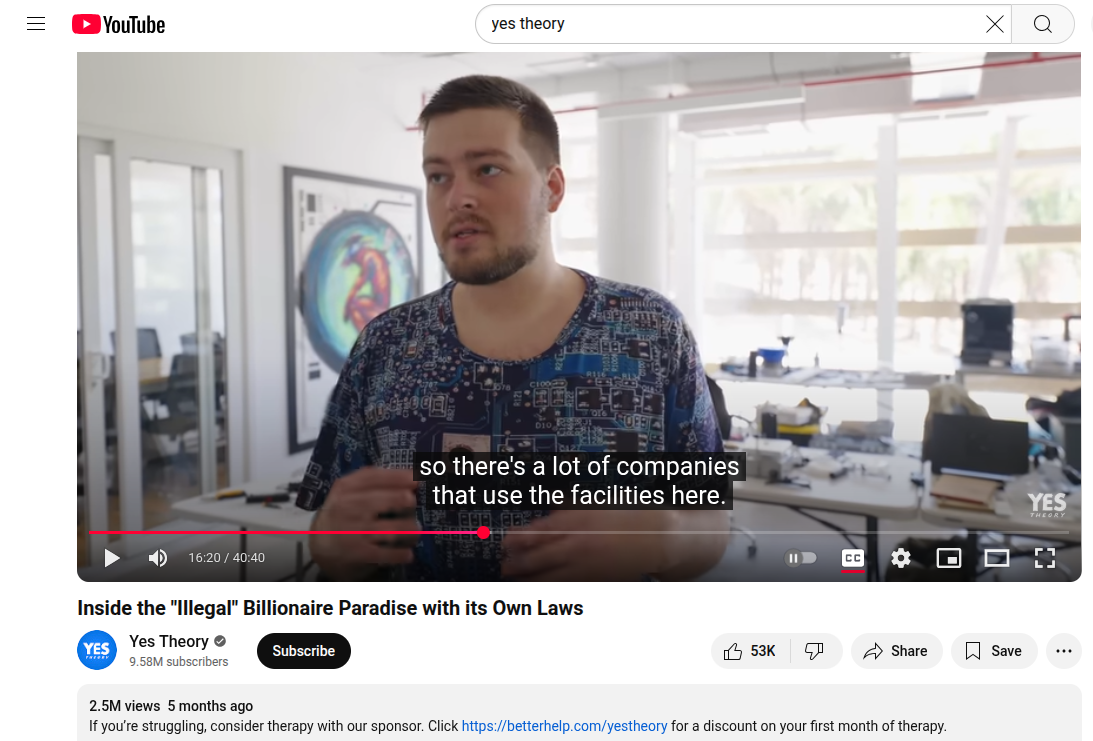 YouTube
yes theory
so there's a lot of companies
that use the facilities here.
YES
THEORY
16:20 / 40:40
CC
Inside the "Illegal" Billionaire Paradise with its Own Laws
YES
THEORY
Yes Theory
9.58M subscribers
Subscribe
53K
Share
Save
2.5M views 5 months ago
If you’re struggling, consider therapy with our sponsor. Click https://betterhelp.com/yestheory for a discount on your first month of therapy.